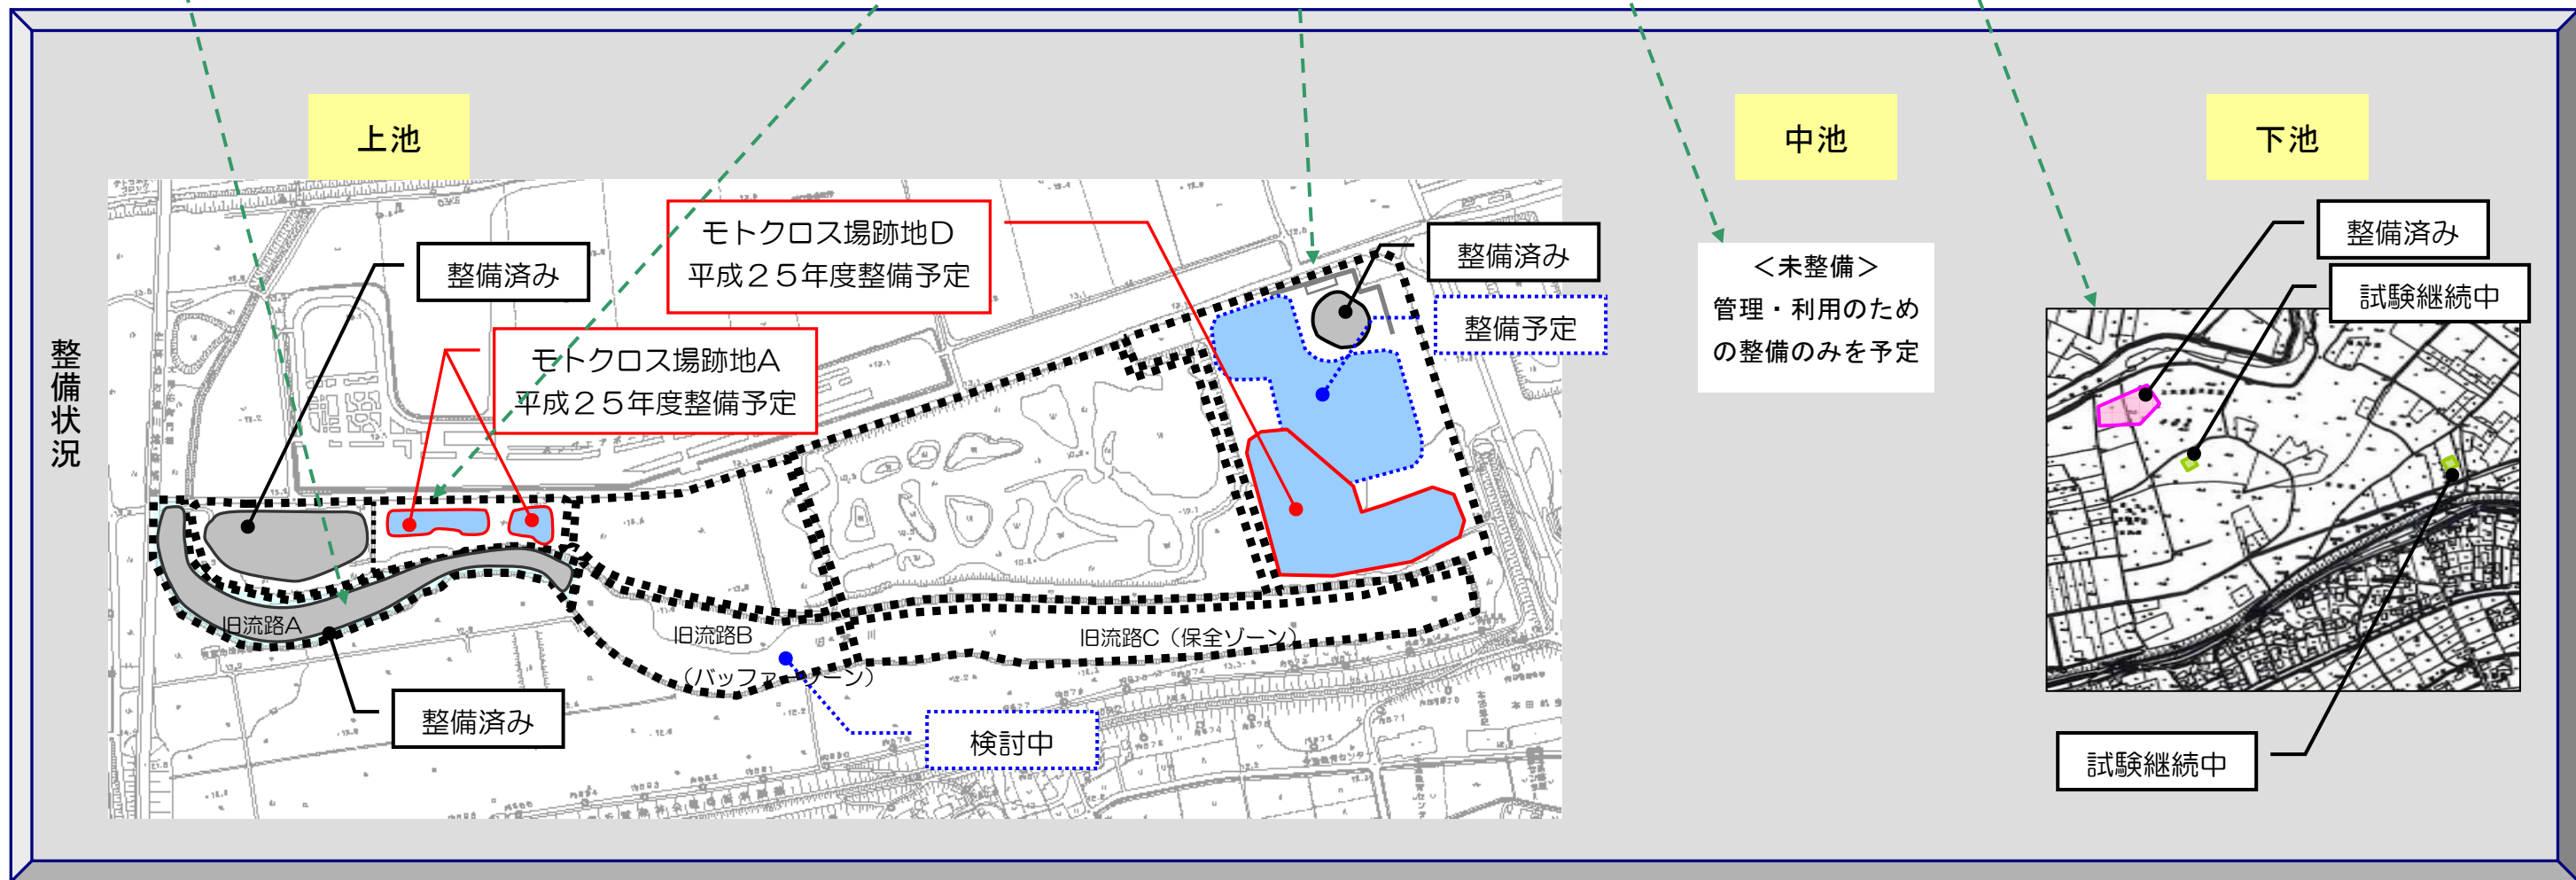 整備状況
上池
中池
下池
モトクロス場跡地D
平成25年度整備予定
整備済み
モトクロス場跡地A
平成25年度整備予定
整備済み
整備予定
旧流路A
旧流路B
（バッファーゾーン）
旧流路C（保全ゾーン）
整備済み
検討中
＜未整備＞
管理・利用のため
の整備のみを予定
整備済み
試験継続中
試験継続中